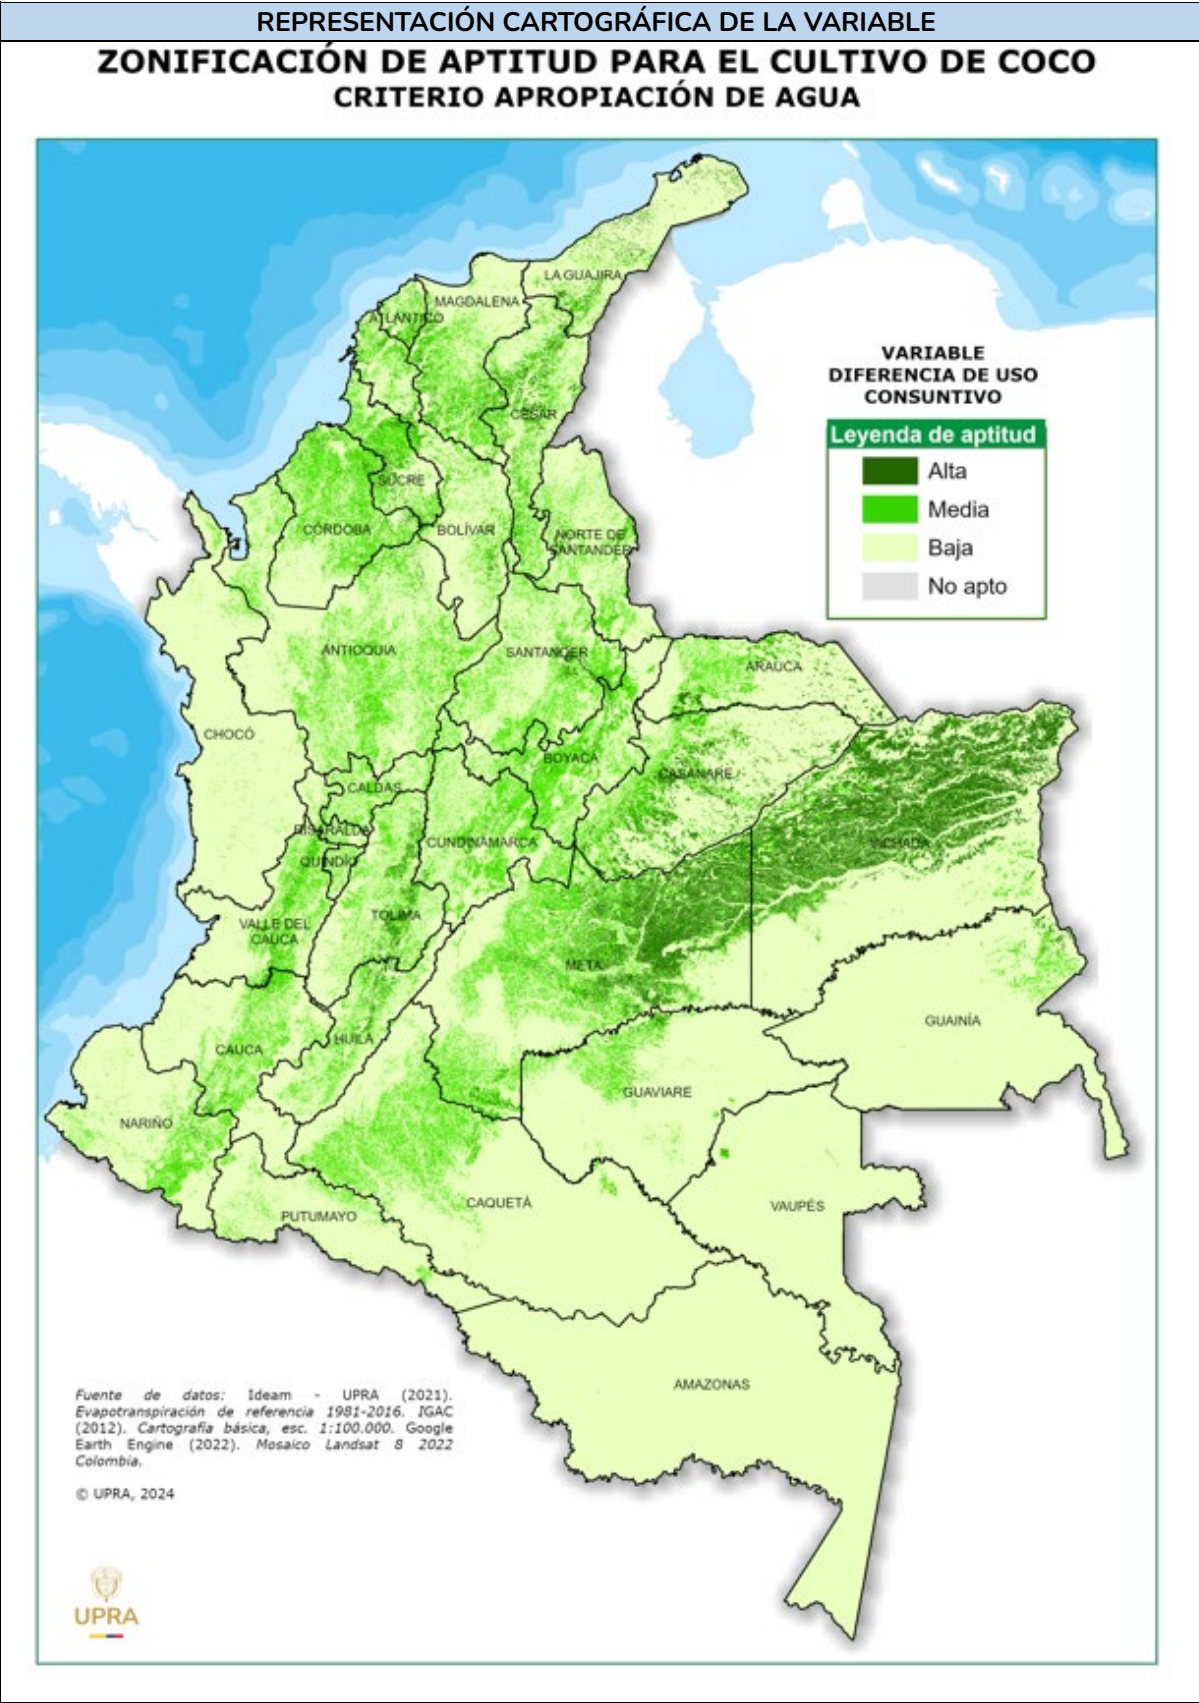 REPRESENTACIÓN CARTOGRÁFICA DE LA VARIABLE
ZONIFICACIÓN DE APTITUD PARA EL CULTIVO DE COCO
CRITERIO APROPIACIÓN DE AGUA
LA GUAJIRA
MAGDALENA
ATLÁNTICO
VARIABLE
DIFERENCIA DE USO
CONSUNTIVO
Leyenda de aptitud
Alta
Media
Baja
No apto
CESAR
SUCRE
CÓRDOBA
BOLÍVAR
NORTE DE
SANTANDER
ANTIOQUIA
SANTANDER
ARAUCA
CHOCÓ
BOYACÁ
CASANARE
CALDAS
RISARALDA
CUNDINAMARCA
VICHADA
QUINDÍO
TOLIMA
VALLE DEL
CAUCA
META
GUAINÍA
HUILA
CAUCA
GUAVIARE
NARIÑO
CAQUETÁ
VAUPÉS
PUTUMAYO
AMAZONAS
Fuente de datos: Ideam - UPRA (2021).
Evapotranspiración de referencia 1981-2016. IGAC
(2012). Cartografía básica, esc. 1:100.000. Google
Earth Engine (2022). Mosaico Landsat 8 2022
Colombia.
© UPRA, 2024
UPRA